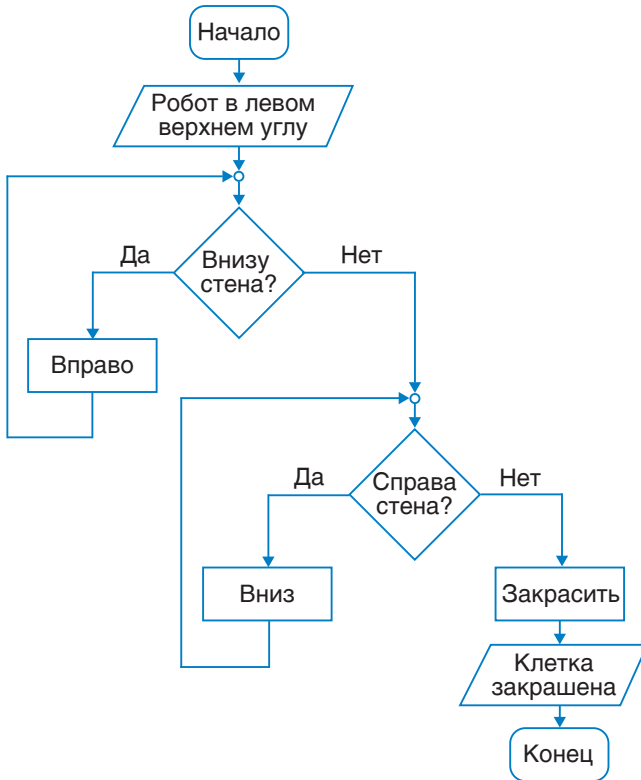 Начало
Робот в левом
верхнем углу
Да
Внизу
стена?
Нет
Вправо
Да
Справа
стена?
Нет
Вниз
Закрасить
Клетка
закрашена
Конец